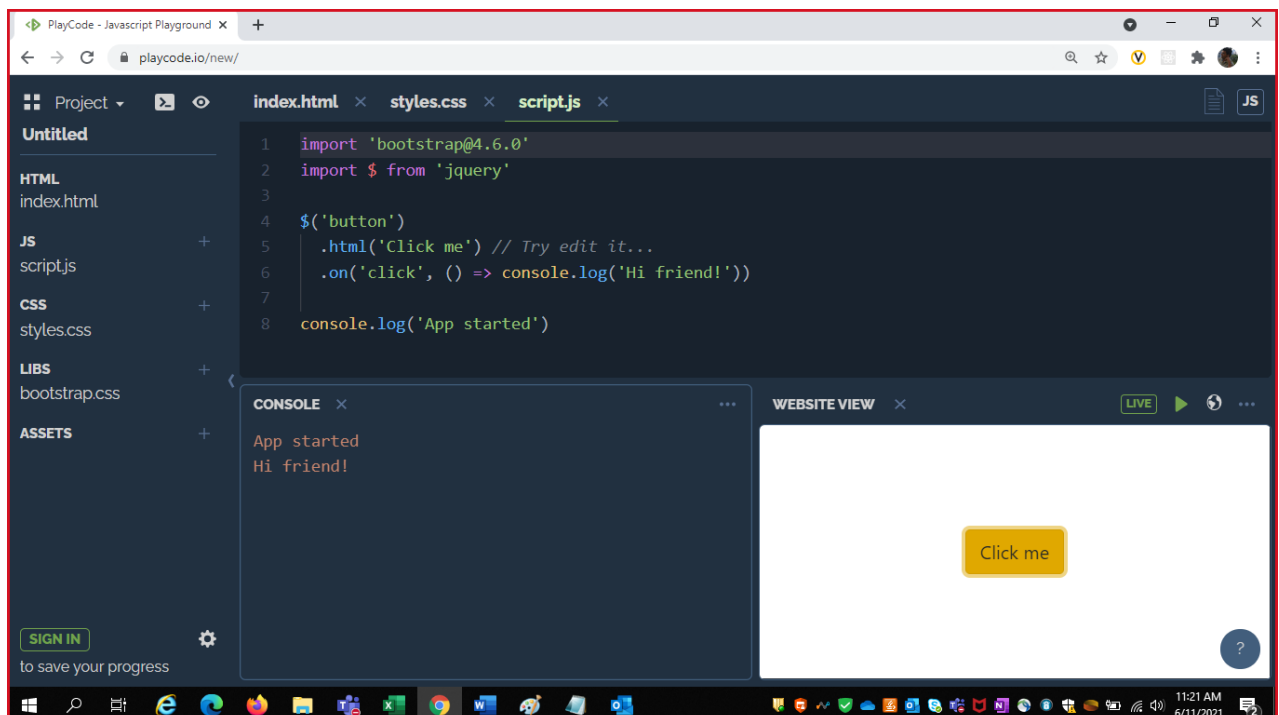 PlayCode - Javascript Playground
playcode.io/new/
Project
index.html
styles.css
script.js
JS
Untitled
HTML
index.html
JS
script.js
CSS
styles.css
LIBS
bootstrap.css
ASSETS
1 import 'bootstrap@4.6.0'
2 import $ from 'jquery'
3
4 $('button')
5 .html('Click me') // Try edit it...
6 .on('click', () => console.log('Hi friend!'))
7
8 console.log('App started')
CONSOLE
App started
Hi friend!
WEBSITE VIEW
LIVE
Click me
?
SIGN IN
to save your progress
11:21 AM
6/11/2021